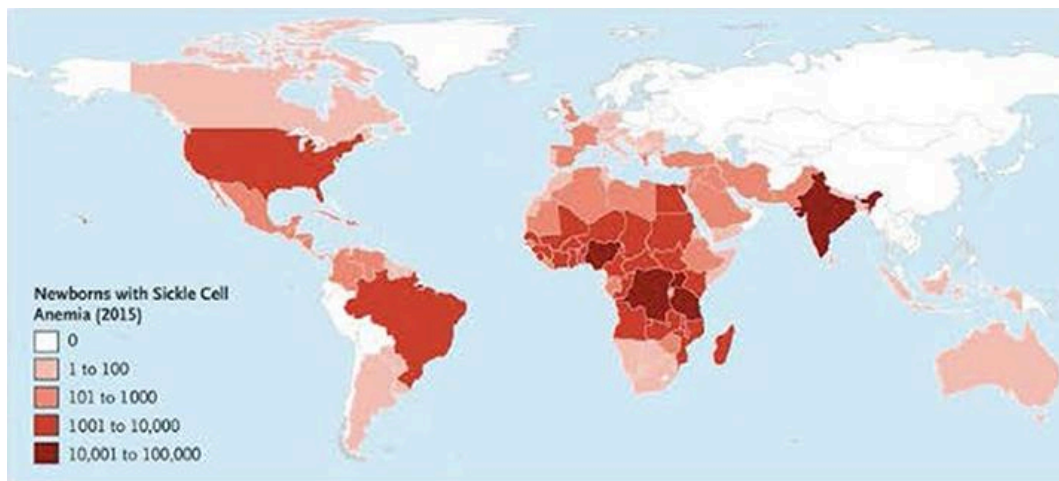 Newborns with Sickle Cell
Anemia (2015)
0
1 to 100
101 to 1000
1001 to 10,000
10,001 to 100,000